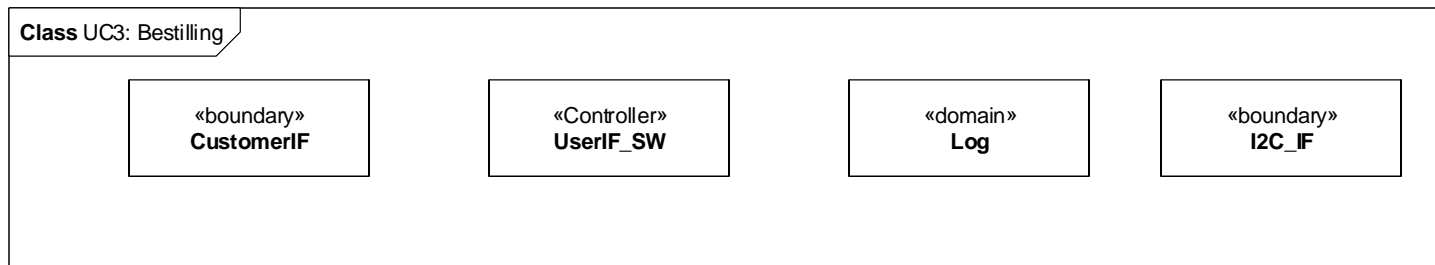 Class UC3: Bestilling
«boundary» «Controller» «domain» «boundary»
CustomerIF UserIF_SW Log I2C_IF